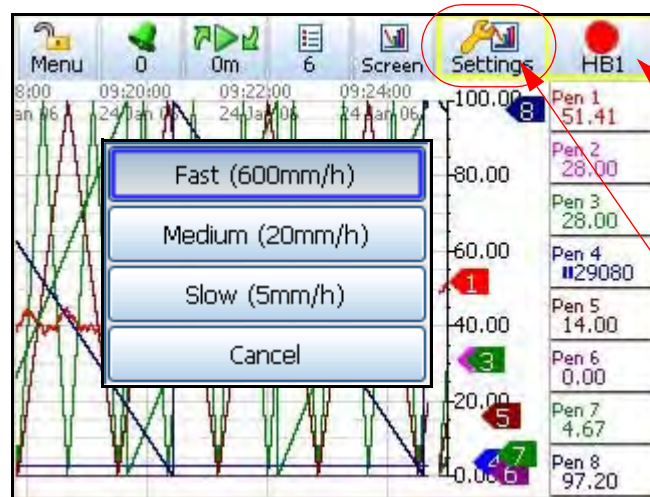 Menu
0
0m
6
Screen
Settings
HB1
8:00 09:20:00 09:22:00 09:24:00
an 06 24 Jan 06 24 Jan 06 24 Jan 06
Fast (600mm/h)
Medium (20mm/h)
Slow (5mm/h)
Cancel
100.00
80.00
60.00
40.00
20.00
0.00
8
1
3
5
7
4
6
Pen 1
51.41
Pen 2
28.00
Pen 3
28.00
Pen 4
29080
Pen 5
14.00
Pen 6
0.00
Pen 7
4.67
Pen 8
97.20